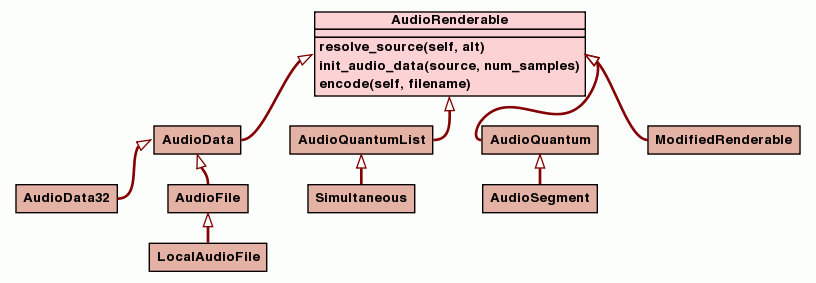 AudioRenderable
resolve_source(self, alt)
init_audio_data(source, num_samples)
encode(self, filename)
AudioData
AudioQuantumList
AudioQuantum
ModifiedRenderable
AudioData32
AudioFile
Simultaneous
AudioSegment
LocalAudioFile